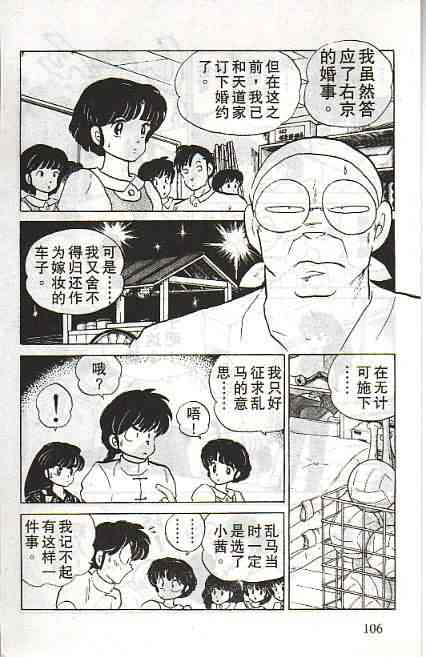 我虽然答
应了右京
的婚事。
但在这之
前，我已
和天道家
订下婚约
了。
可是……
我又舍不
得归还作
为嫁妆的
车子。
在无计
可施下
……
我只好
征求乱
马的意
思……
唔！
哦？
！
乱马当
时一定
是选了
小茜。
………
………
我记不起
有这样一
件事。
106